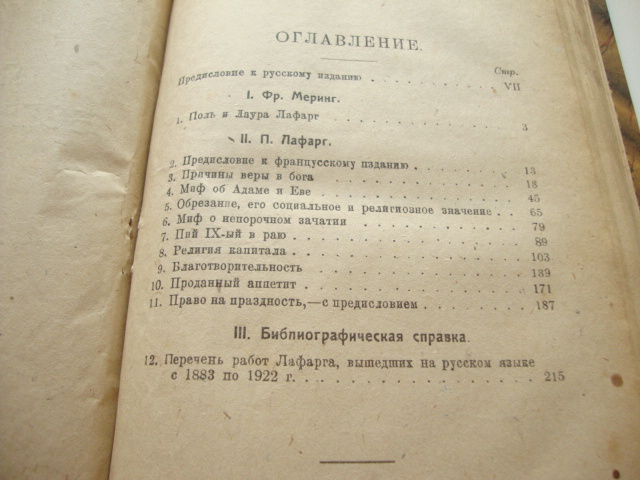 ОГЛАВЛЕНИЕ.
Стр.
Предисловие к русскому изданию . . . . . . . . VII
I. Фр. Меринг.
1. Поль и Лаура Лафарг . . . . . . . . 3
II. П. Лафарг.
2. Предисловие к французскому изданию . . . . . . . 13
3. Причины веры в бога . . . . . . . . 18
4. Миф об Адаме и Еве . . . . . . . . 45
5. Обрезание, его социальное и религиозное значение . . 65
6. Миф о непорочном зачатии . . . . . . . . 79
7. Пий IX-ый в раю . . . . . . . . 89
8. Религия капитала . . . . . . . . 103
9. Благотворительность . . . . . . . . 139
10. Проданный аппетит . . . . . . . . 171
11. Право на праздность,—с предисловием . . . . . . . 187
III. Библиографическая справка.
12. Перечень работ Лафарга, вышедших на русском языке
с 1883 по 1922 г. . . . . . . . . 215